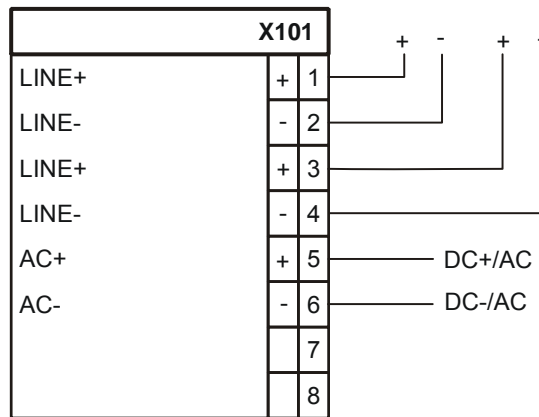 X101
+ - + -
LINE+ + 1
LINE- - 2
LINE+ + 3
LINE- - 4
AC+ + 5 DC+/AC
AC- - 6 DC-/AC
7
8